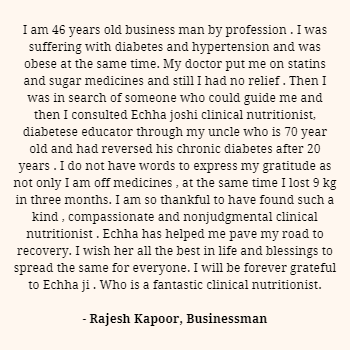 I am 46 years old business man by profession . I was
suffering with diabetes and hypertension and was
obese at the same time. My doctor put me on statins
and sugar medicines and still I had no relief . Then I
was in search of someone who could guide me and
then I consulted Echha joshi clinical nutritionist,
diabetese educator through my uncle who is 70 year
old and had reversed his chronic diabetes after 20
years . I do not have words to express my gratitude as
not only I am off medicines , at the same time I lost 9 kg
in three months. I am so thankful to have found such a
kind , compassionate and nonjudgmental clinical
nutritionist . Echha has helped me pave my road to
recovery. I wish her all the best in life and blessings to
spread the same for everyone. I will be forever grateful
to Echha ji . Who is a fantastic clinical nutritionist.
- Rajesh Kapoor, Businessman